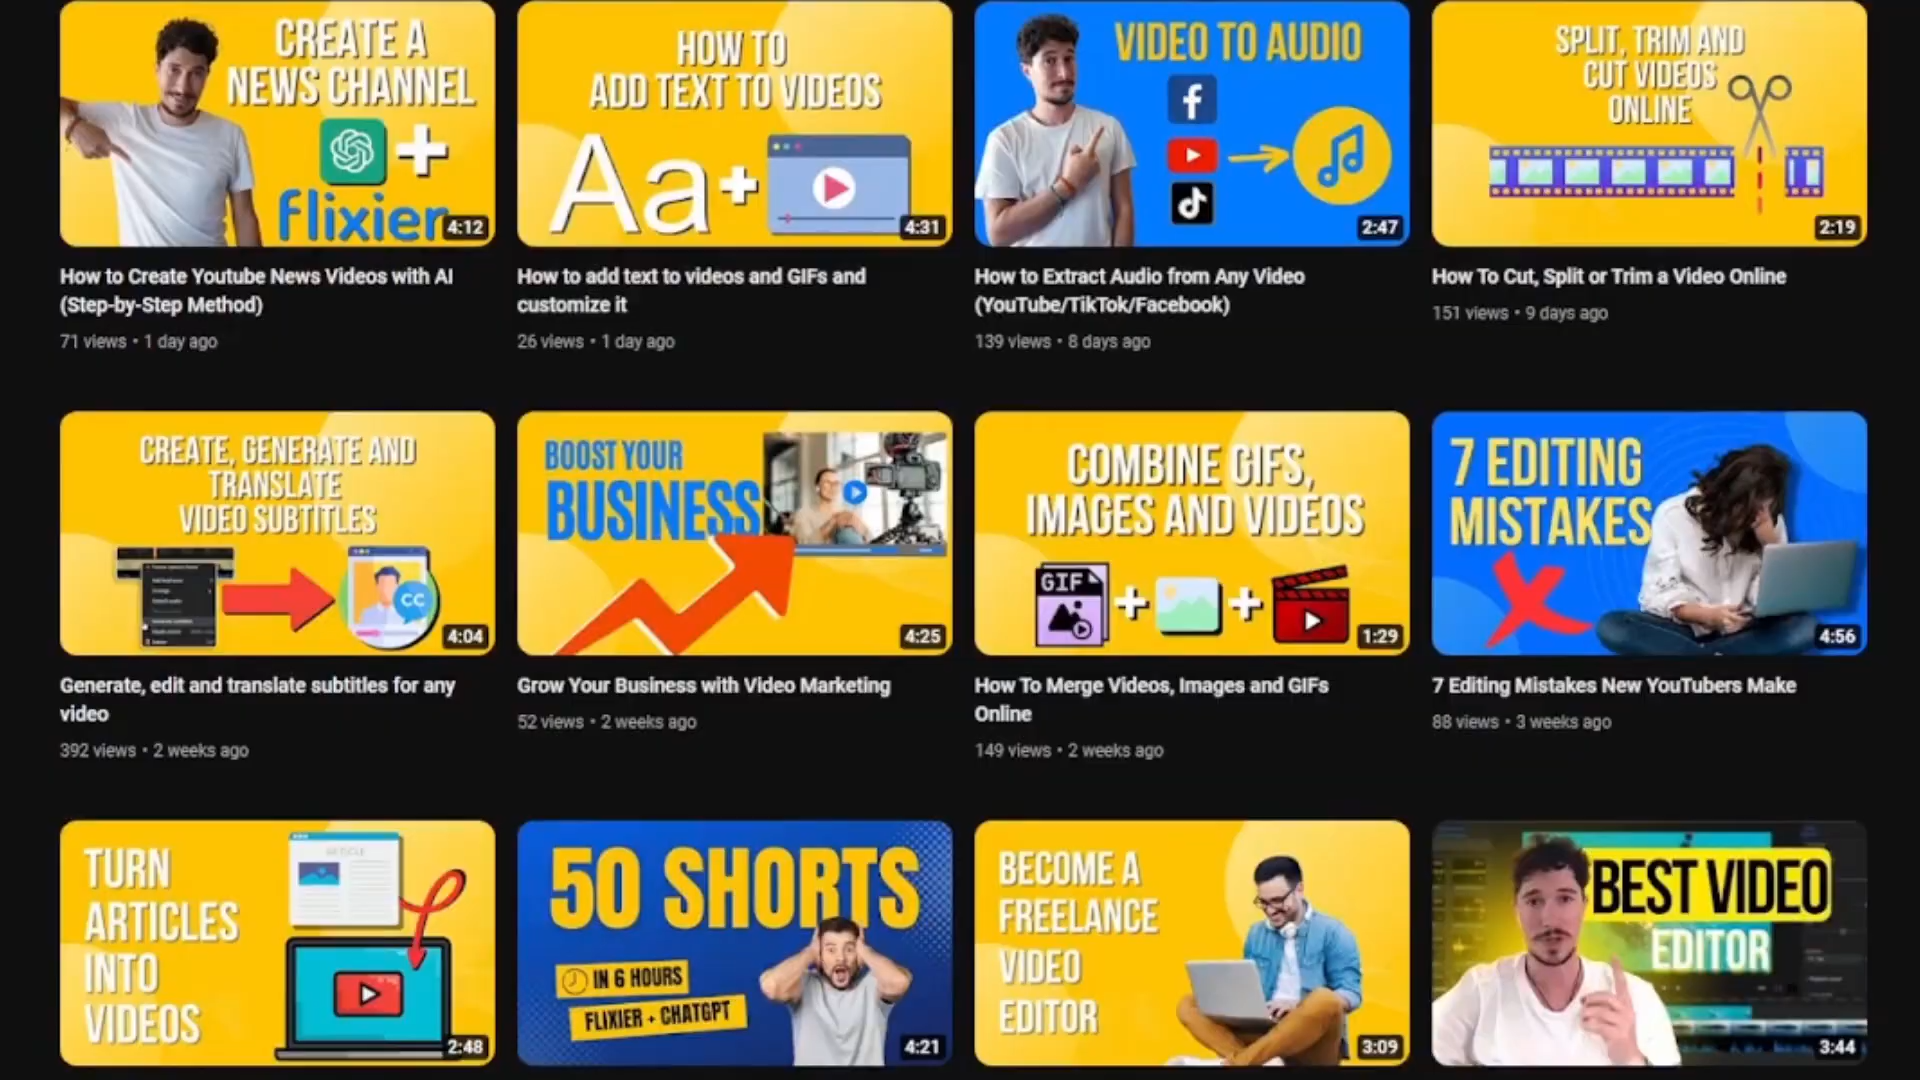 CREATE A
NEWS CHANNEL
+
flixier
4:12
How to Create Youtube News Videos with AI
(Step-by-Step Method)
71 views • 1 day ago
HOW TO
ADD TEXT TO VIDEOS
Aa+
4:31
How to add text to videos and GIFs and
customize it
26 views • 1 day ago
VIDEO TO AUDIO
2:47
How to Extract Audio from Any Video
(YouTube/TikTok/Facebook)
139 views • 8 days ago
SPLIT, TRIM AND
CUT VIDEOS
ONLINE
2:19
How To Cut, Split or Trim a Video Online
151 views • 9 days ago
CREATE, GENERATE AND
TRANSLATE
VIDEO SUBTITLES
CC
4:04
Generate, edit and translate subtitles for any
video
392 views • 2 weeks ago
BOOST YOUR
BUSINESS
4:25
Grow Your Business with Video Marketing
52 views • 2 weeks ago
COMBINE GIFS,
IMAGES AND VIDEOS
GIF
+ +
1:29
How To Merge Videos, Images and GIFs
Online
149 views • 2 weeks ago
7 EDITING
MISTAKES
4:56
7 Editing Mistakes New YouTubers Make
88 views • 3 weeks ago
TURN
ARTICLES
INTO
VIDEOS
ARTICLE
2:48
50 SHORTS
IN 6 HOURS
FLIXIER + CHATGPT
4:21
BECOME A
FREELANCE
VIDEO
EDITOR
3:09
BEST VIDEO
EDITOR
3:44